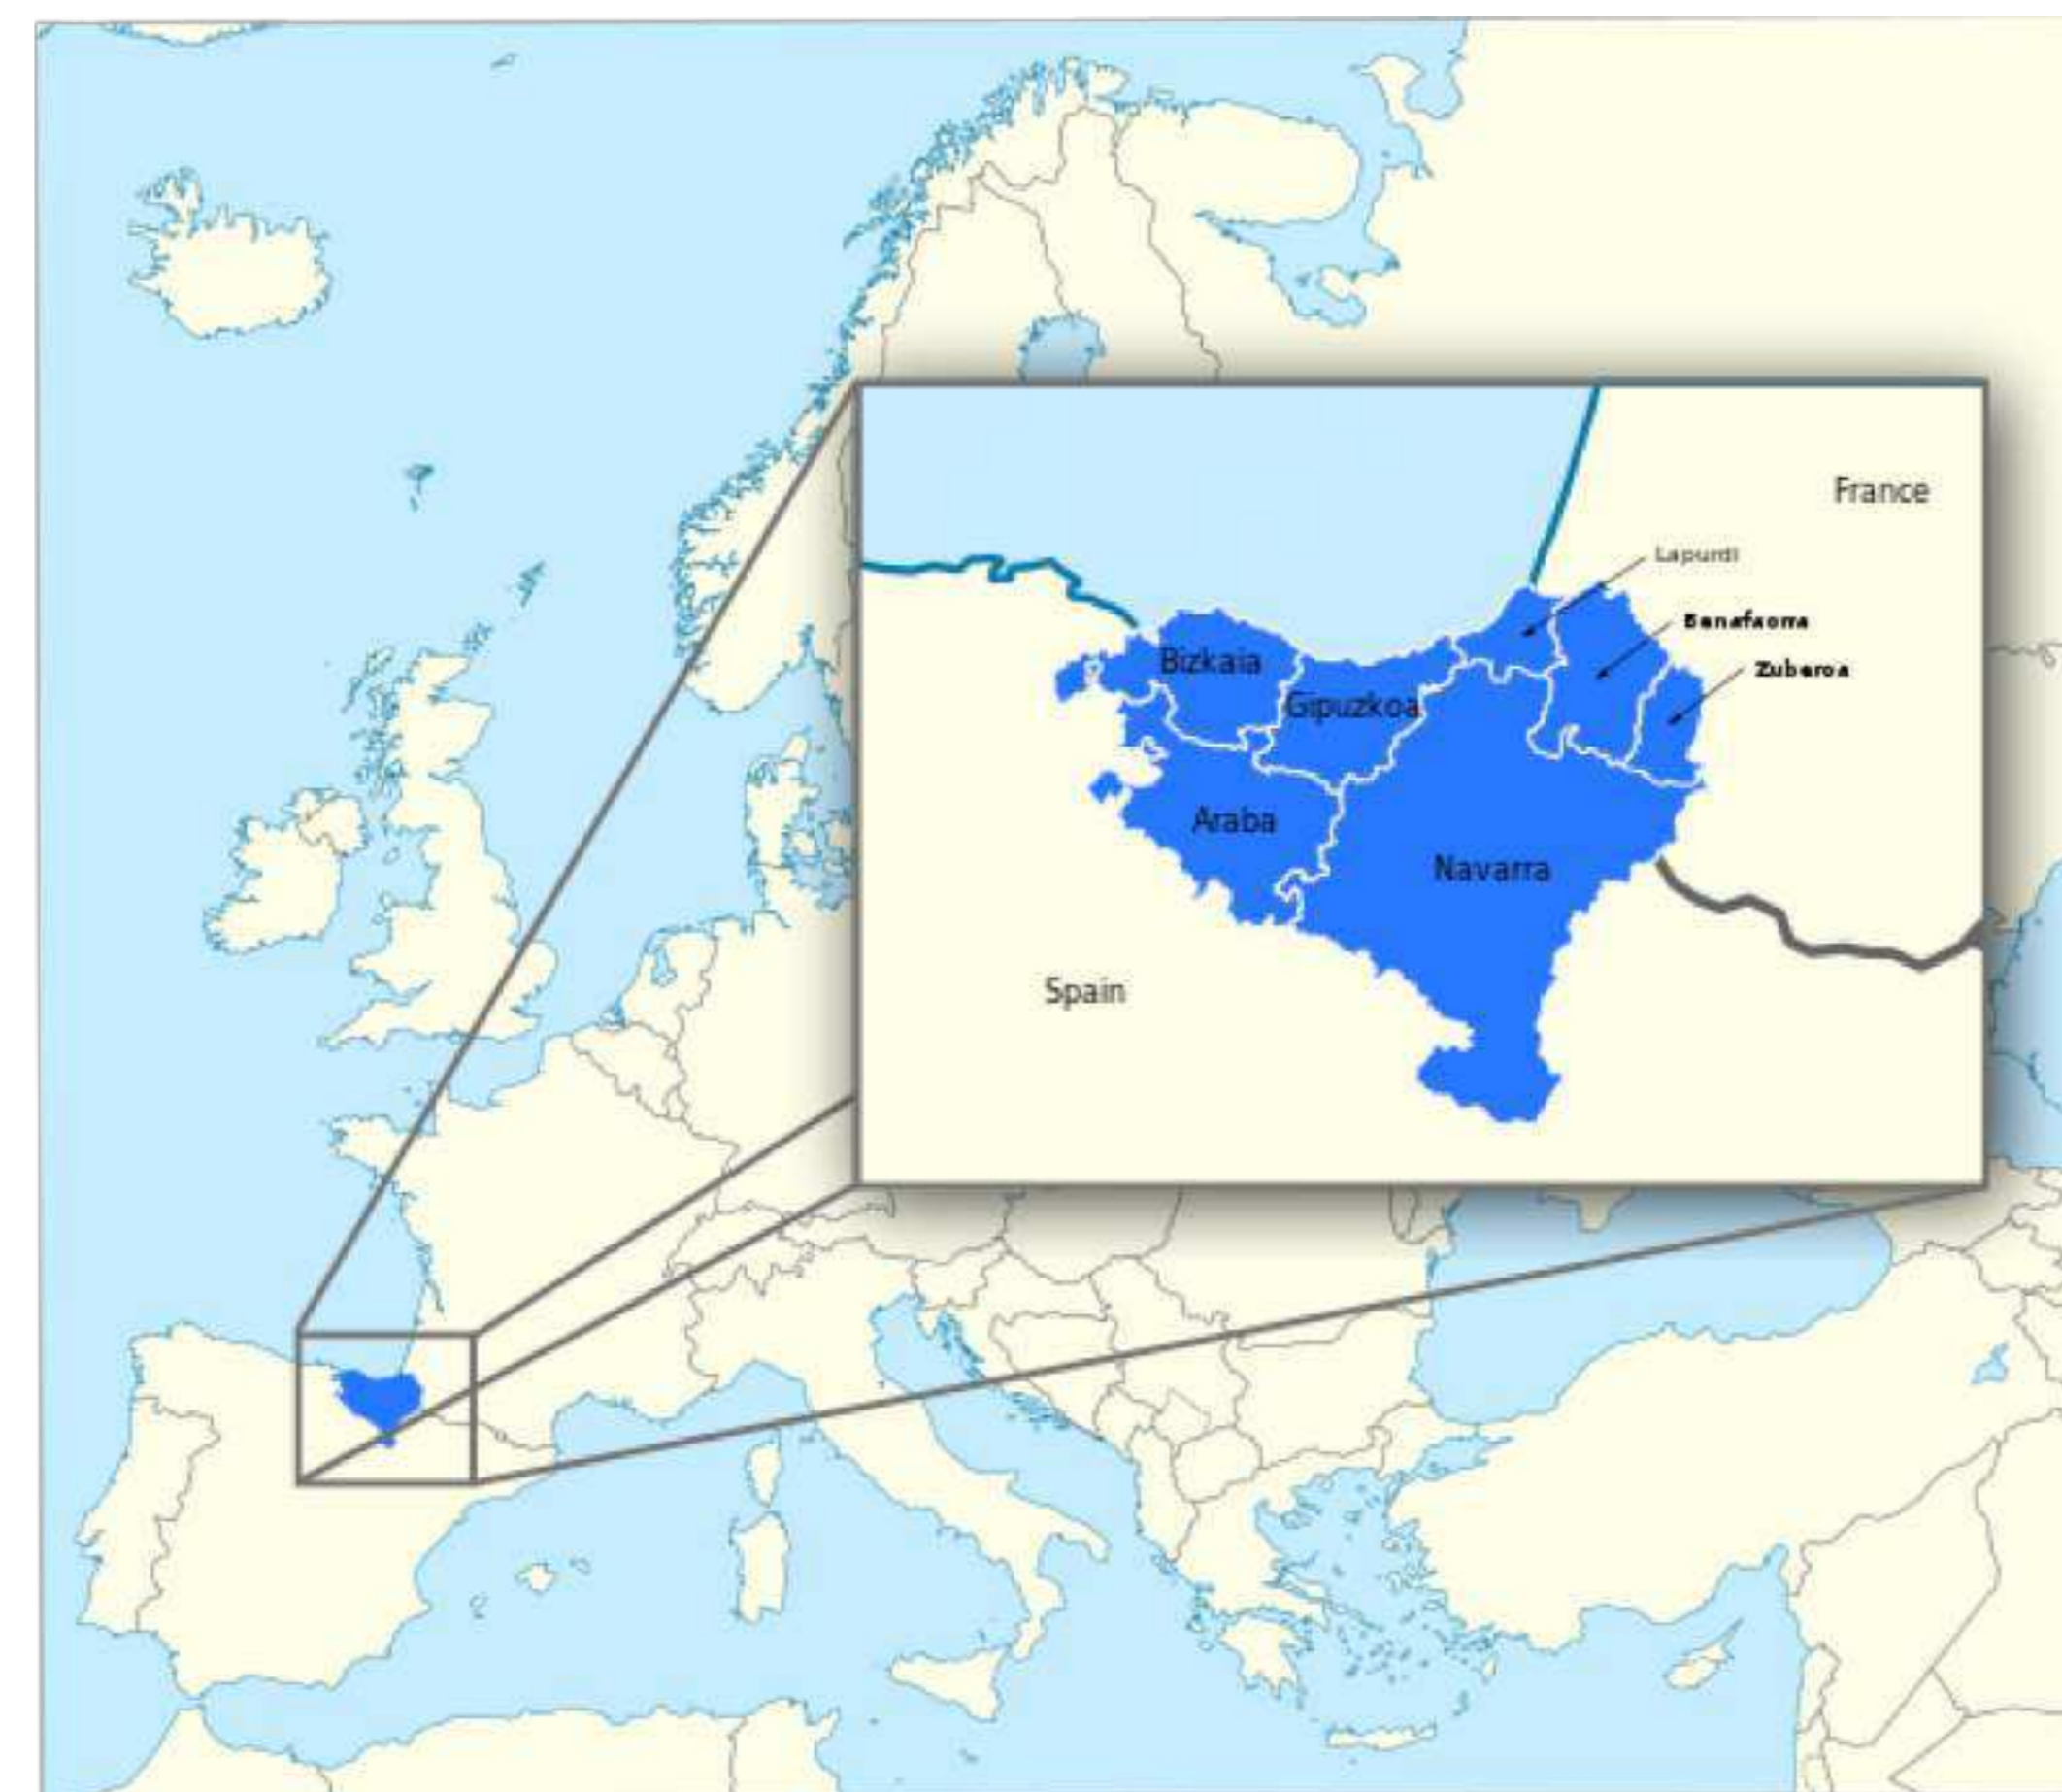 France
Lapurdi
Benafaorra
Zuberoa
Bizkaia
Gipuzkoa
Araba
Navarra
Spain